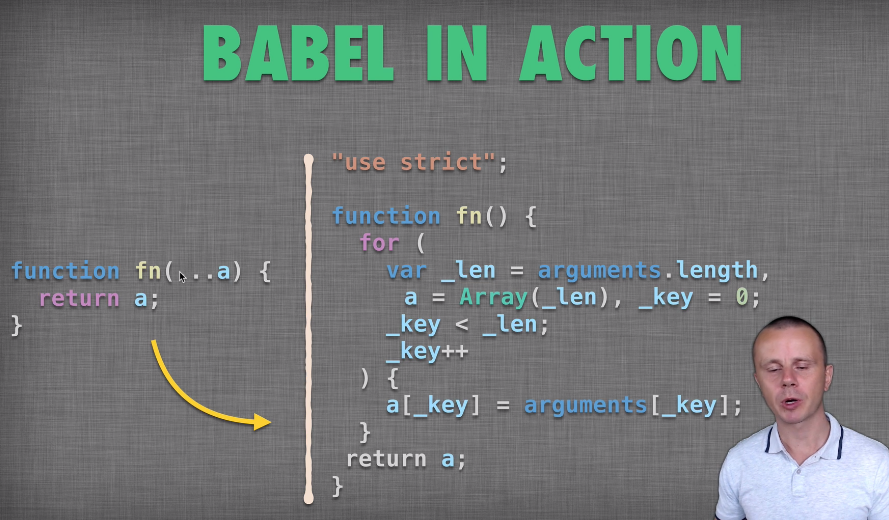 BABEL IN ACTION
function fn(...a) {
  return a;
}
"use strict";
function fn() {
  for (
    var _len = arguments.length,
     a = Array(_len), _key = 0;
    _key < _len;
    _key++
  ) {
    a[_key] = arguments[_key];
  }
 return a;
}